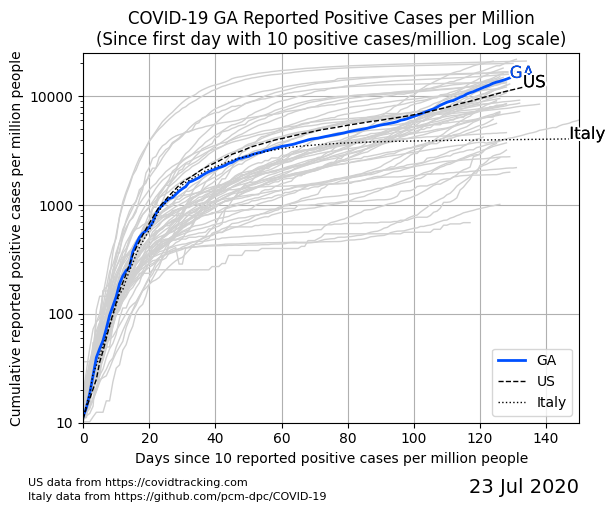 COVID-19 GA Reported Positive Cases per Million
(Since first day with 10 positive cases/million. Log scale)
Cumulative reported positive cases per million people
10000
1000
100
10
GA
US
Italy
GA
US
Italy
0 20 40 60 80 100 120 140
Days since 10 reported positive cases per million people
US data from https://covidtracking.com
Italy data from https://github.com/pcm-dpc/COVID-19
23 Jul 2020